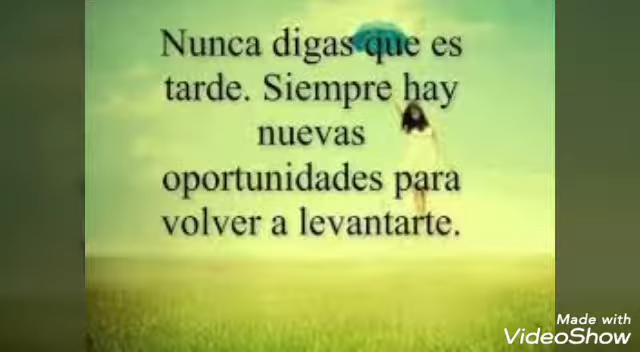 Nunca digas que es
tarde. Siempre hay
nuevas
oportunidades para
volver a levantarte.
Made with
VideoShow